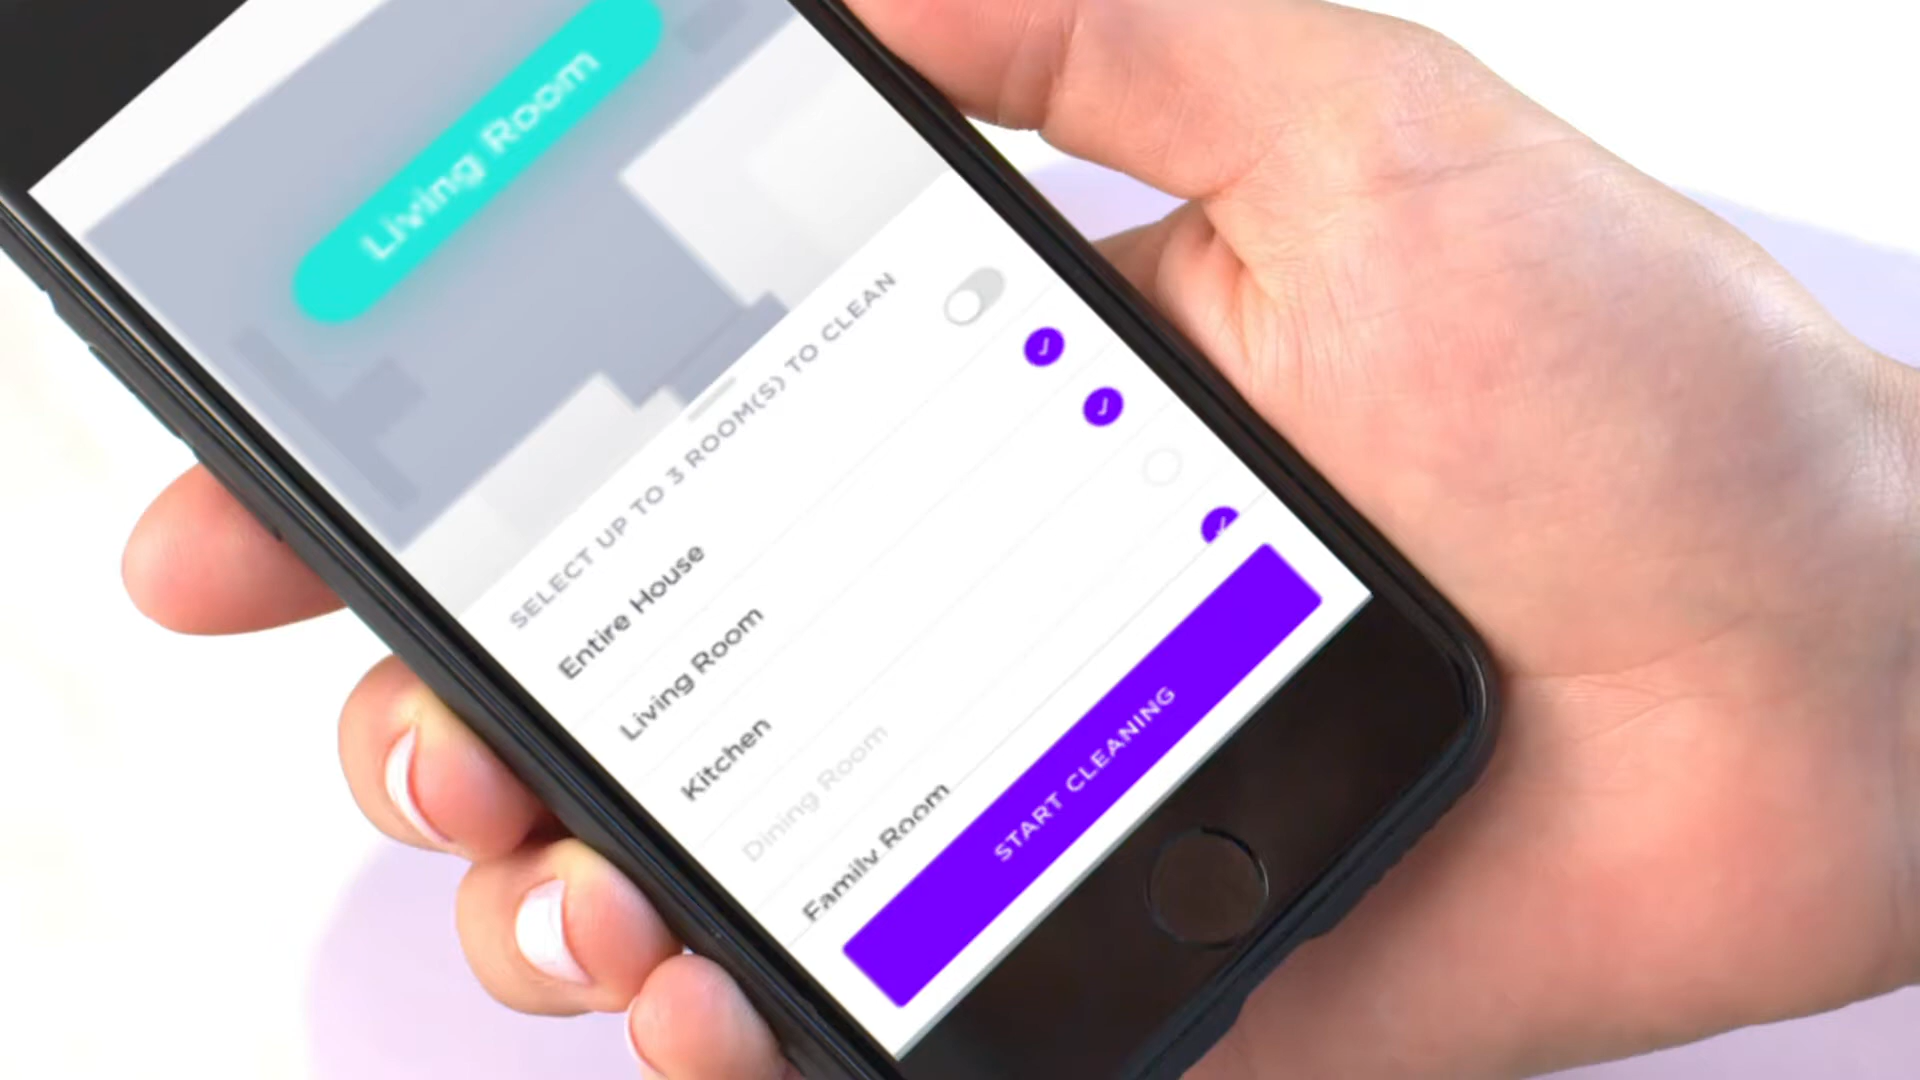 Living Room
SELECT UP TO 3 ROOM(S) TO CLEAN
Entire House
Living Room
Kitchen
Dining Room
Family Room
START CLEANING